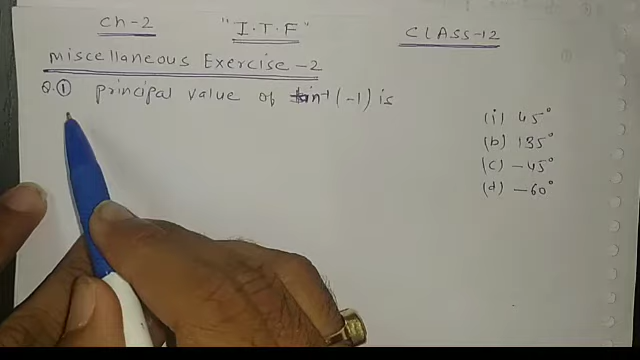 Ch-2 "I.T.F" CLASS-12
Miscellaneous Exercise-2
Q.① principal value of tan⁻¹(-1) is
(i) 45°
(b) 135°
(c) -45°
(d) -60°